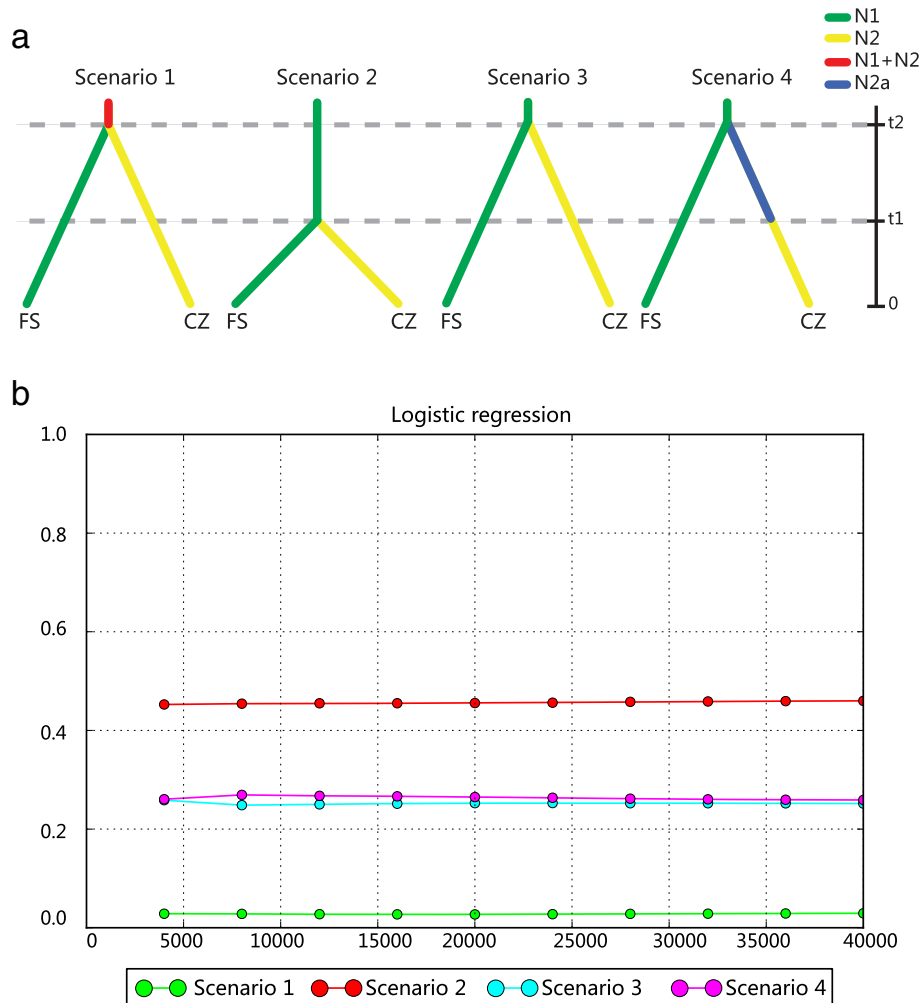 a
N1
N2
N1+N2
N2a
Scenario 1
Scenario 2
Scenario 3
Scenario 4
t2
t1
0
FS
CZ
FS
CZ
FS
CZ
FS
CZ
b
Logistic regression
1.0
0.8
0.6
0.4
0.2
0.0
0
5000
10000
15000
20000
25000
30000
35000
40000
Scenario 1
Scenario 2
Scenario 3
Scenario 4